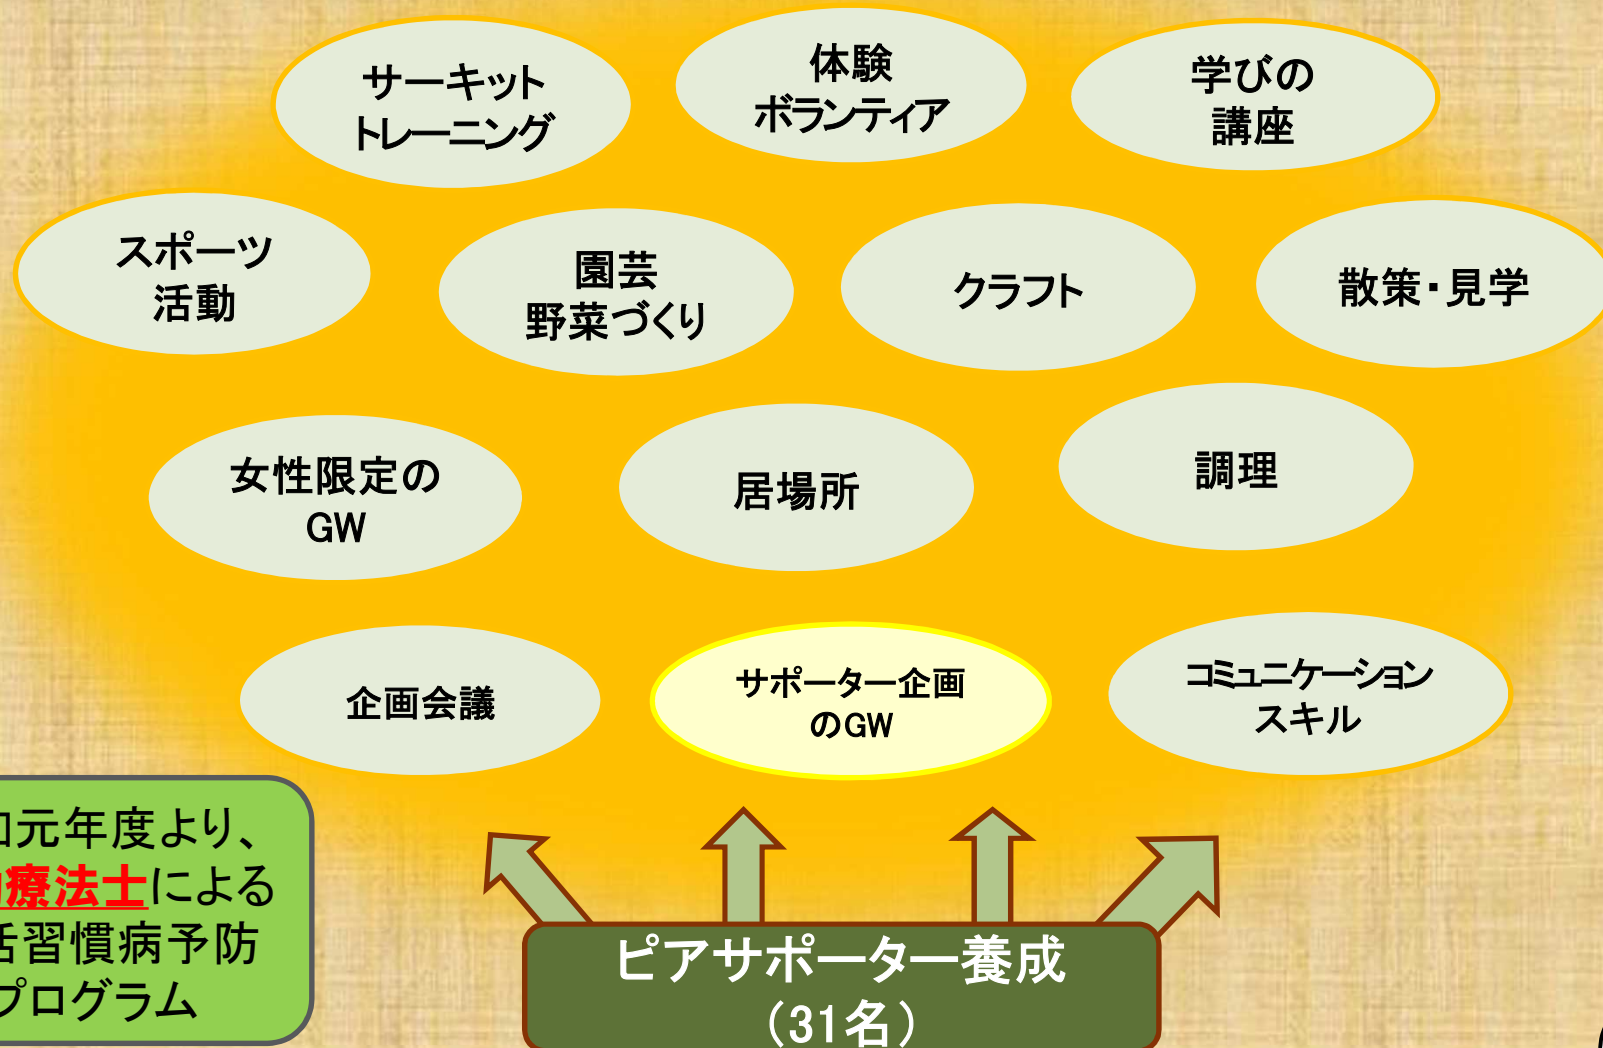 サーキット
トレーニング
体験
ボランティア
学びの
講座
スポーツ
活動
園芸
野菜づくり
クラフト
散策・見学
女性限定の
GW
居場所
調理
企画会議
サポーター企画
のGW
コミュニケーション
スキル
元年度より、
療法士による
活習慣病予防
プログラム
ピアサポーター養成
（31名）